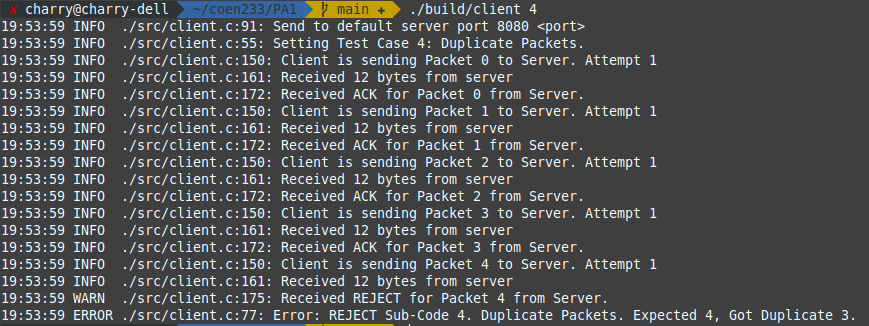 ✘ charry@charry-dell ~/coen233/PA1 main + ./build/client 4
19:53:59 INFO ./src/client.c:91: Send to default server port 8080 <port>
19:53:59 INFO ./src/client.c:55: Setting Test Case 4: Duplicate Packets.
19:53:59 INFO ./src/client.c:150: Client is sending Packet 0 to Server. Attempt 1
19:53:59 INFO ./src/client.c:161: Received 12 bytes from server
19:53:59 INFO ./src/client.c:172: Received ACK for Packet 0 from Server.
19:53:59 INFO ./src/client.c:150: Client is sending Packet 1 to Server. Attempt 1
19:53:59 INFO ./src/client.c:161: Received 12 bytes from server
19:53:59 INFO ./src/client.c:172: Received ACK for Packet 1 from Server.
19:53:59 INFO ./src/client.c:150: Client is sending Packet 2 to Server. Attempt 1
19:53:59 INFO ./src/client.c:161: Received 12 bytes from server
19:53:59 INFO ./src/client.c:172: Received ACK for Packet 2 from Server.
19:53:59 INFO ./src/client.c:150: Client is sending Packet 3 to Server. Attempt 1
19:53:59 INFO ./src/client.c:161: Received 12 bytes from server
19:53:59 INFO ./src/client.c:172: Received ACK for Packet 3 from Server.
19:53:59 INFO ./src/client.c:150: Client is sending Packet 4 to Server. Attempt 1
19:53:59 INFO ./src/client.c:161: Received 12 bytes from server
19:53:59 WARN ./src/client.c:175: Received REJECT for Packet 4 from Server.
19:53:59 ERROR ./src/client.c:77: Error: REJECT Sub-Code 4. Duplicate Packets. Expected 4, Got Duplicate 3.